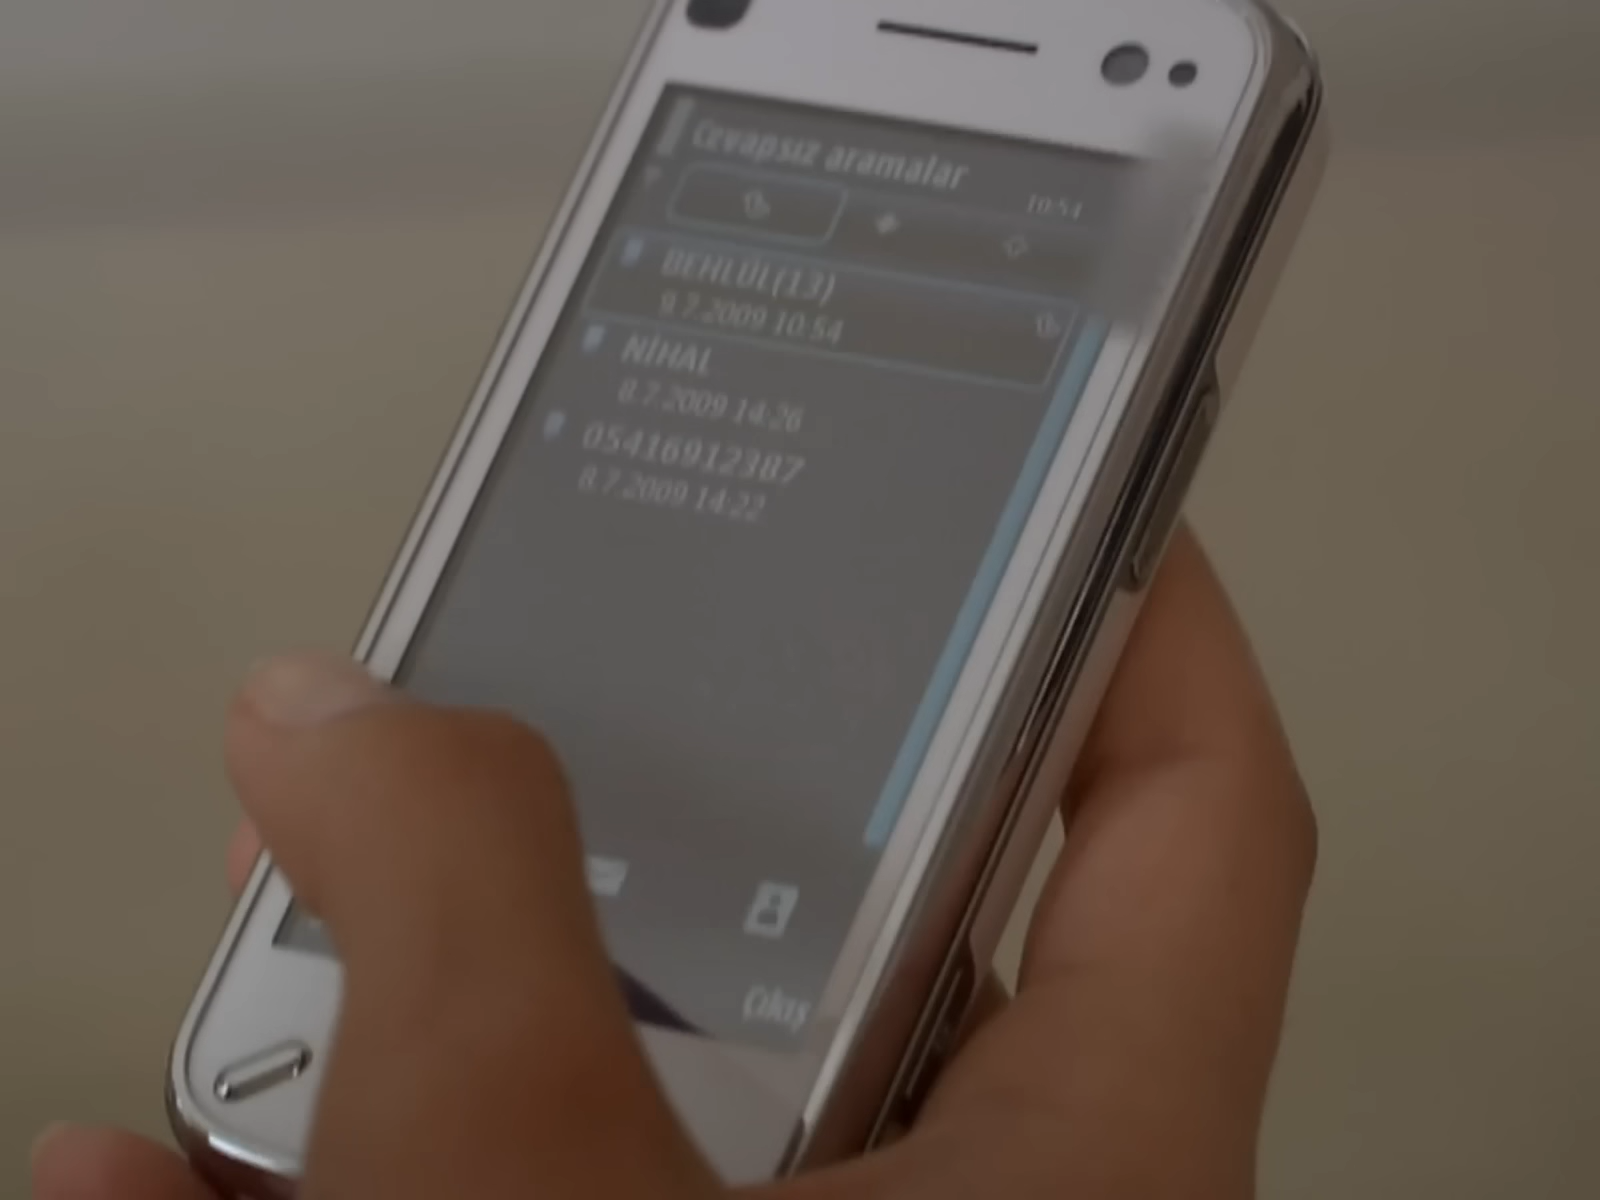 Cevapsız aramalar
10:54
BEHLÜL(13)
9.7.2009 10:54
NİHAL
8.7.2009 14:26
05416912387
8.7.2009 14:22
Çıkış